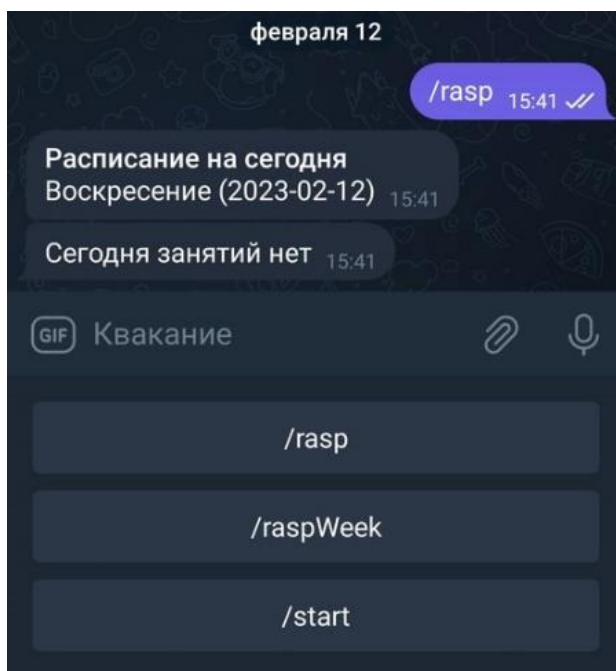 февраля 12
/rasp 15:41
Расписание на сегодня
Воскресение (2023-02-12) 15:41
Сегодня занятий нет 15:41
GIF Квакание
/rasp
/raspWeek
/start